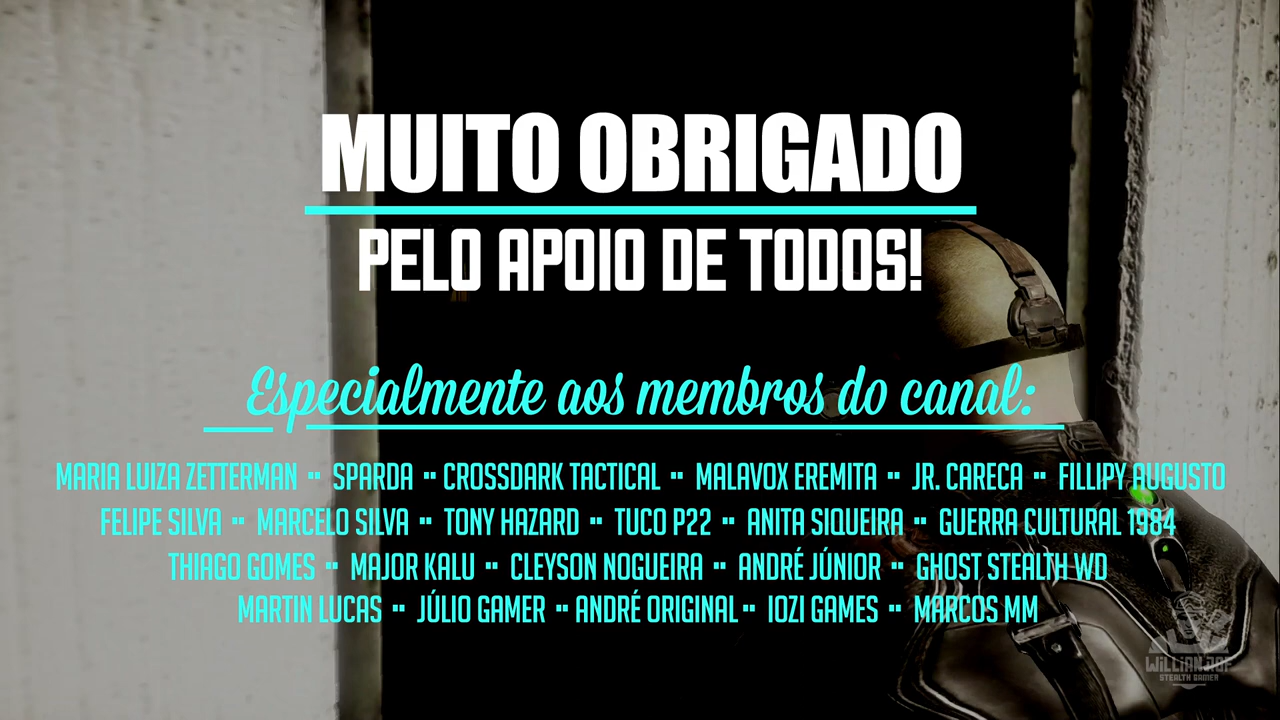 MUITO OBRIGADO
PELO APOIO DE TODOS!
Especialmente aos membros do canal:
MARIA LUIZA ZETTERMAN ·· SPARDA ·· CROSSDARK TACTICAL ·· MALAVOX EREMITA ·· JR. CARECA ·· FILLIPY AUGUSTO
FELIPE SILVA ·· MARCELO SILVA ·· TONY HAZARD ·· TUCO P22 ·· ANITA SIQUEIRA ·· GUERRA CULTURAL 1984
THIAGO GOMES ·· MAJOR KALU ·· CLEYSON NOGUEIRA ·· ANDRÉ JÚNIOR ·· GHOST STEALTH WD
MARTIN LUCAS ·· JÚLIO GAMER ·· ANDRÉ ORIGINAL ·· IOZI GAMES ·· MARCOS MM
STEALTH GAMER